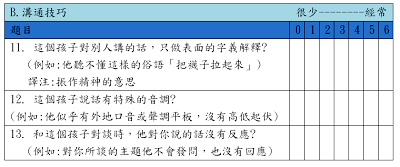 B.溝通技巧 很少--------經常
題目 0 1 2 3 4 5 6
11. 這個孩子對別人講的話，只做表面的字義解釋？
(例如:他聽不懂這樣的俗語「把襪子拉起來」)
譯注:振作精神的意思
12. 這個孩子說話有特殊的音調？
(例如:他似乎有外地口音或聲調平板，沒有高低起伏)
13. 和這個孩子對談時，他對你說的話沒有反應？
(例如:對你所談的主題他不會發問，也沒有回應)